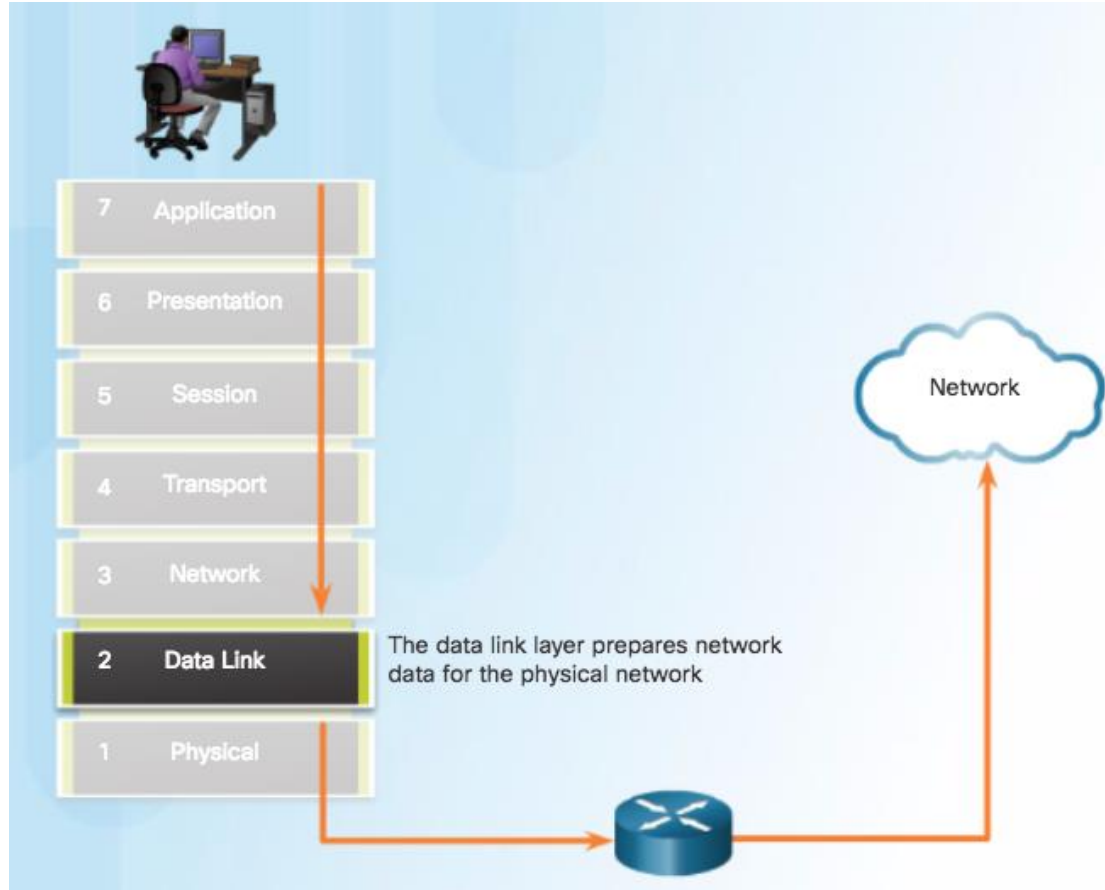 7 Application
6 Presentation
5 Session
4 Transport
3 Network
2 Data Link
The data link layer prepares network
data for the physical network
1 Physical
Network